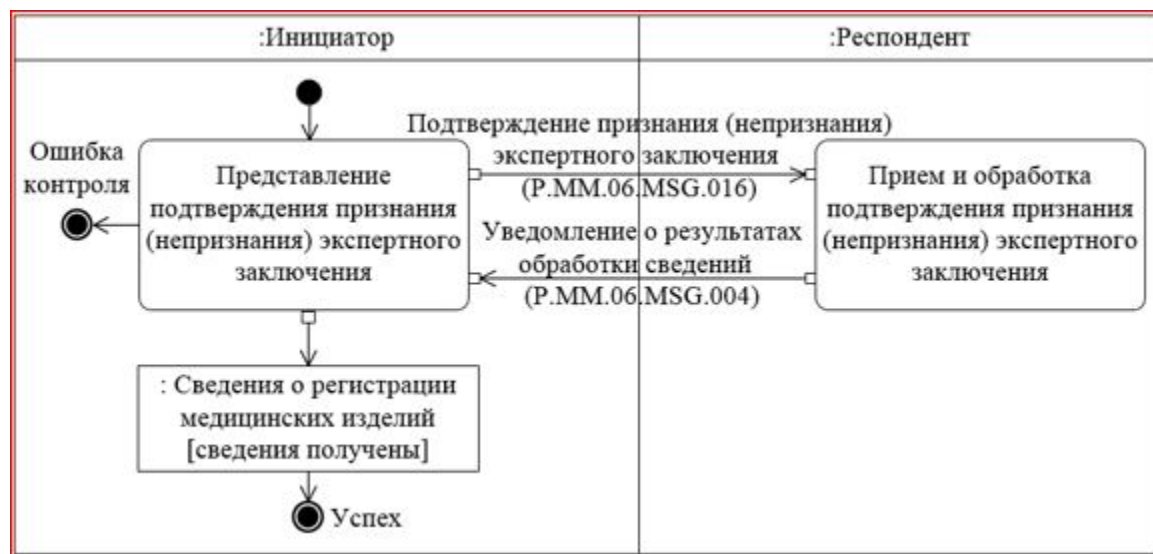 :Инициатор
:Респондент
Ошибка
контроля
Представление
подтверждения признания
(непризнания) экспертного
заключения
Подтверждение признания (непризнания)
экспертного заключения
(P.MM.06.MSG.016)
Уведомление о результатах
обработки сведений
(P.MM.06.MSG.004)
Прием и обработка
подтверждения признания
(непризнания) экспертного
заключения
: Сведения о регистрации
медицинских изделий
[сведения получены]
Успех